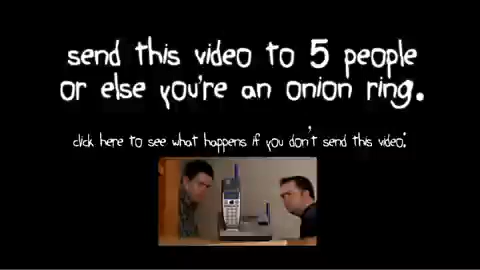 send this video to 5 people
or else you're an onion ring.
click here to see what happens if you don't send this video: